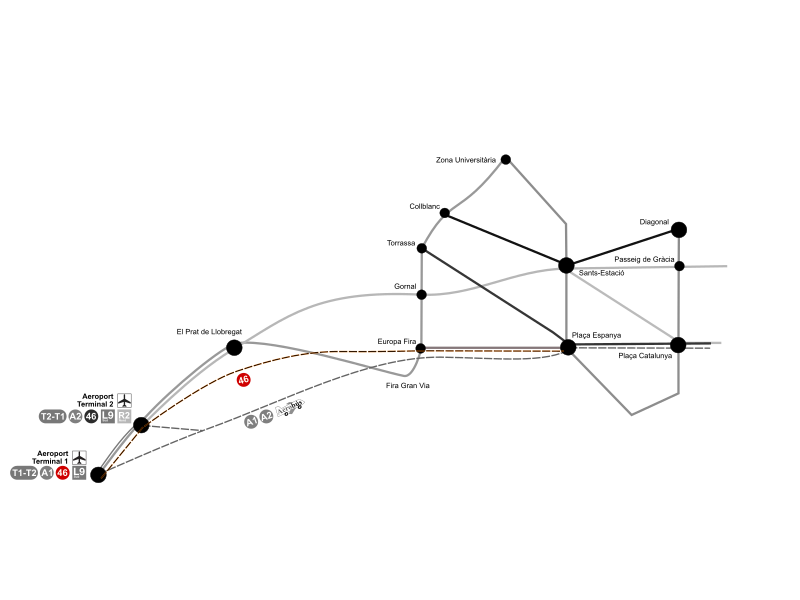 Zona Universitària
Collblanc
Diagonal
Torrassa
Passeig de Gràcia
Sants-Estació
Gornal
El Prat de Llobregat
Plaça Espanya
Europa Fira
Plaça Catalunya
Fira Gran Via
46
Aeroport
Terminal 2
T2-T1 A2 46 L9 R2
A1 A2 Aerobús
Aeroport
Terminal 1
T1-T2 A1 46 L9